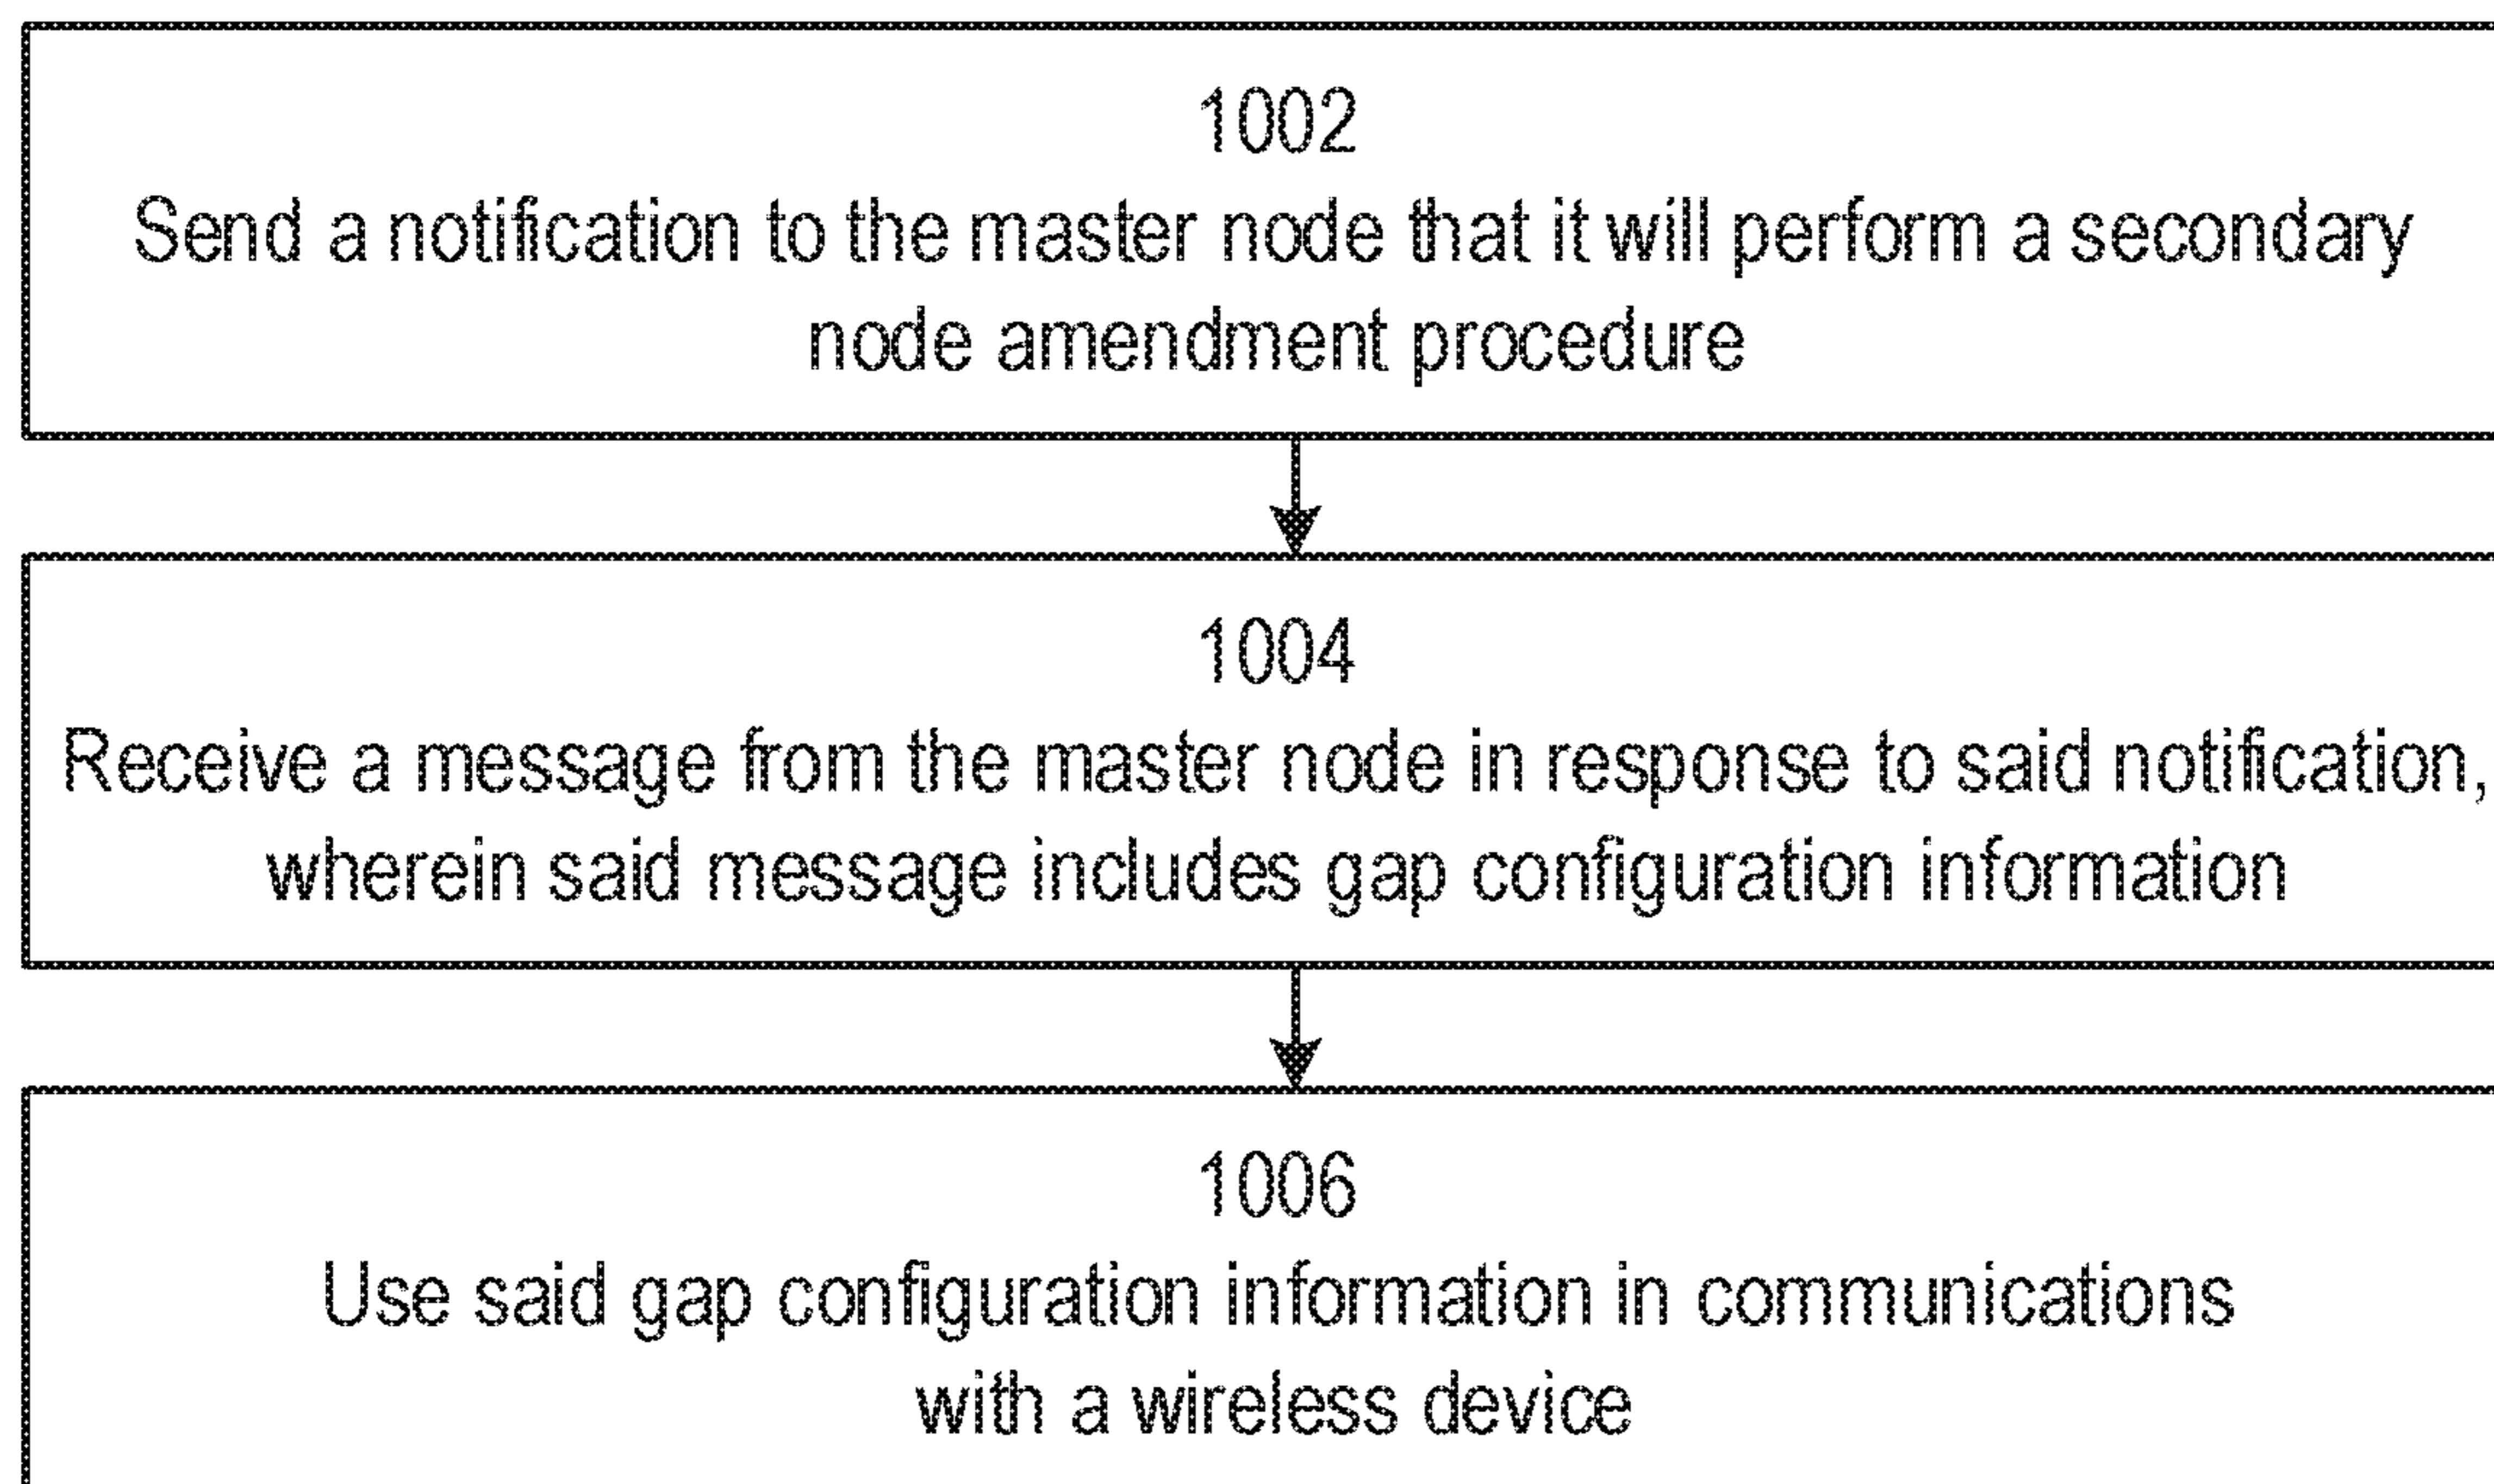 1002
Send a notification to the master node that it will perform a secondary
node amendment procedure
1004
Receive a message from the master node in response to said notification,
wherein said message includes gap configuration information
1006
Use said gap configuration information in communications
with a wireless device